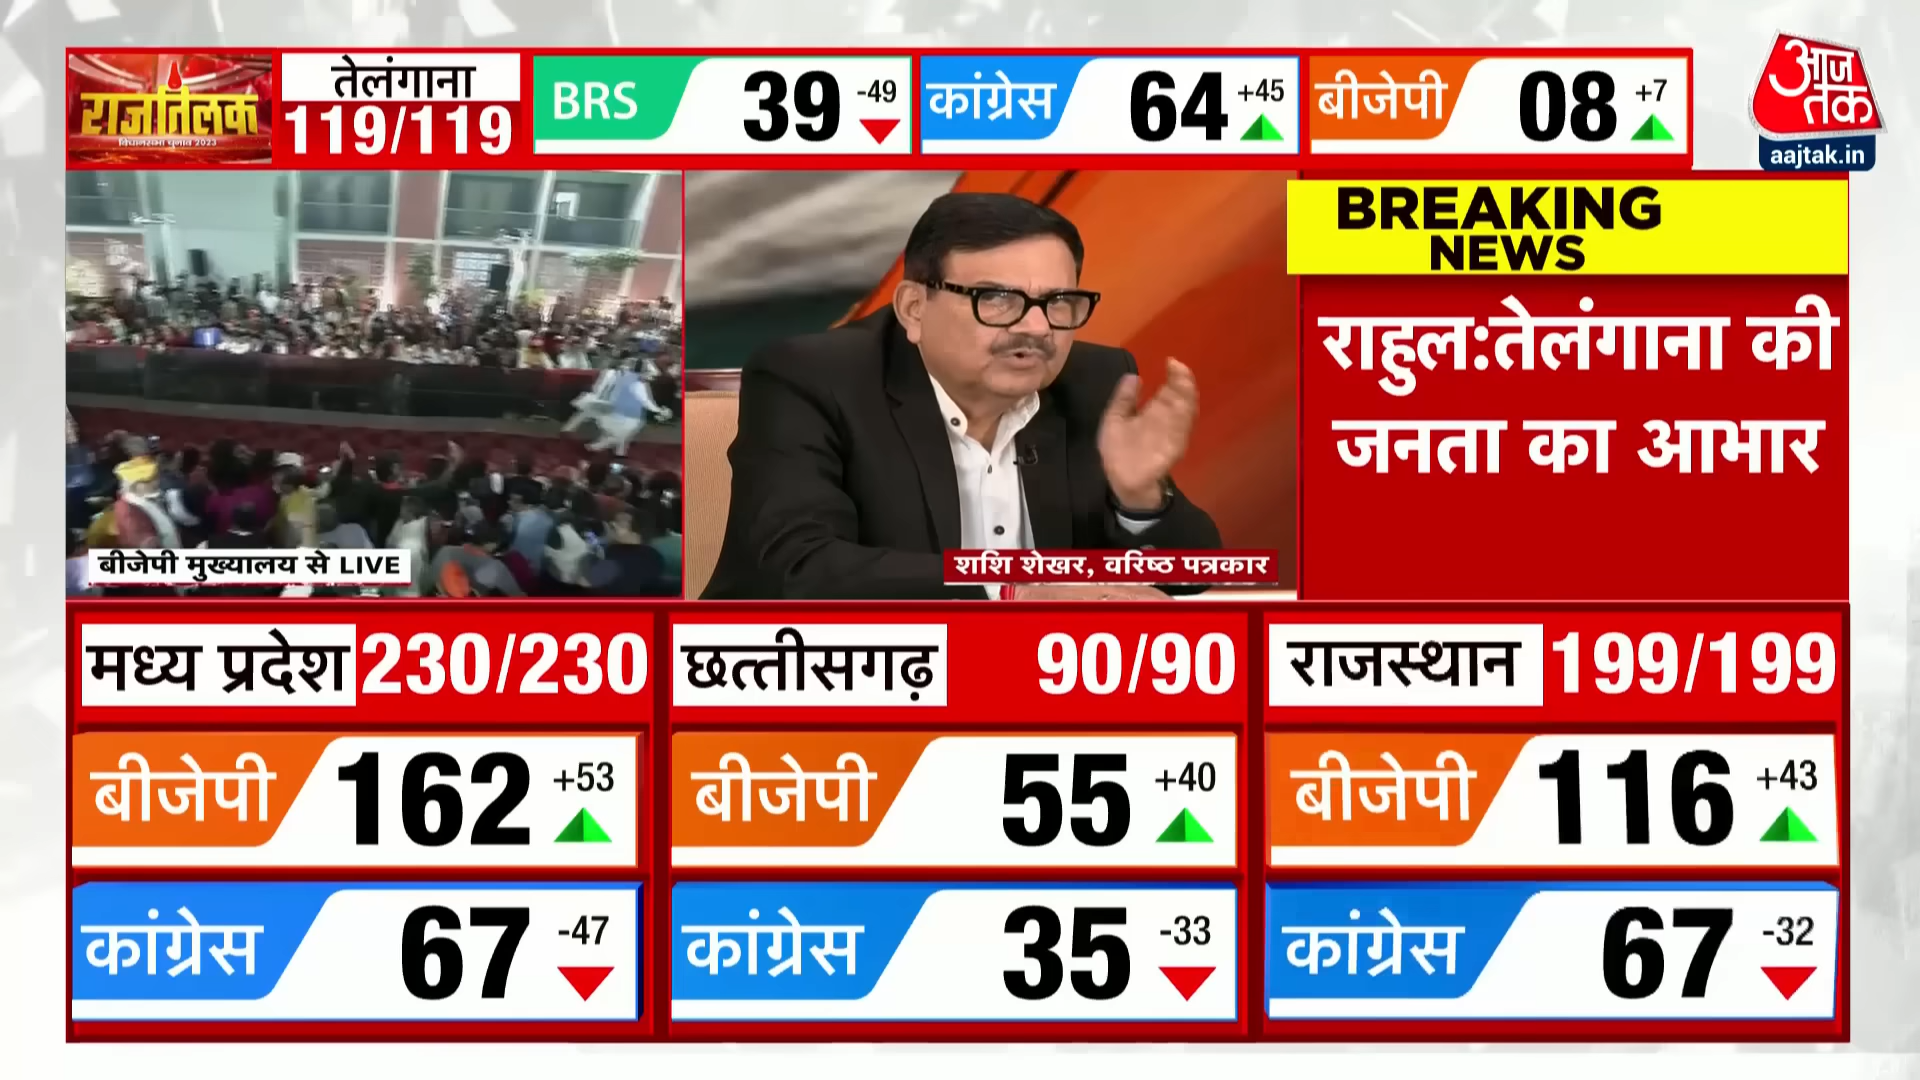 राजतिलक
विधानसभा चुनाव 2023
तेलंगाना
119/119
BRS 39 -49
कांग्रेस 64 +45
बीजेपी 08 +7
आज तक
aajtak.in
BREAKING
NEWS
राहुल:तेलंगाना की
जनता का आभार
बीजेपी मुख्यालय से LIVE
शशि शेखर, वरिष्ठ पत्रकार
मध्य प्रदेश 230/230
बीजेपी 162 +53
कांग्रेस 67 -47
छत्तीसगढ़ 90/90
बीजेपी 55 +40
कांग्रेस 35 -33
राजस्थान 199/199
बीजेपी 116 +43
कांग्रेस 67 -32